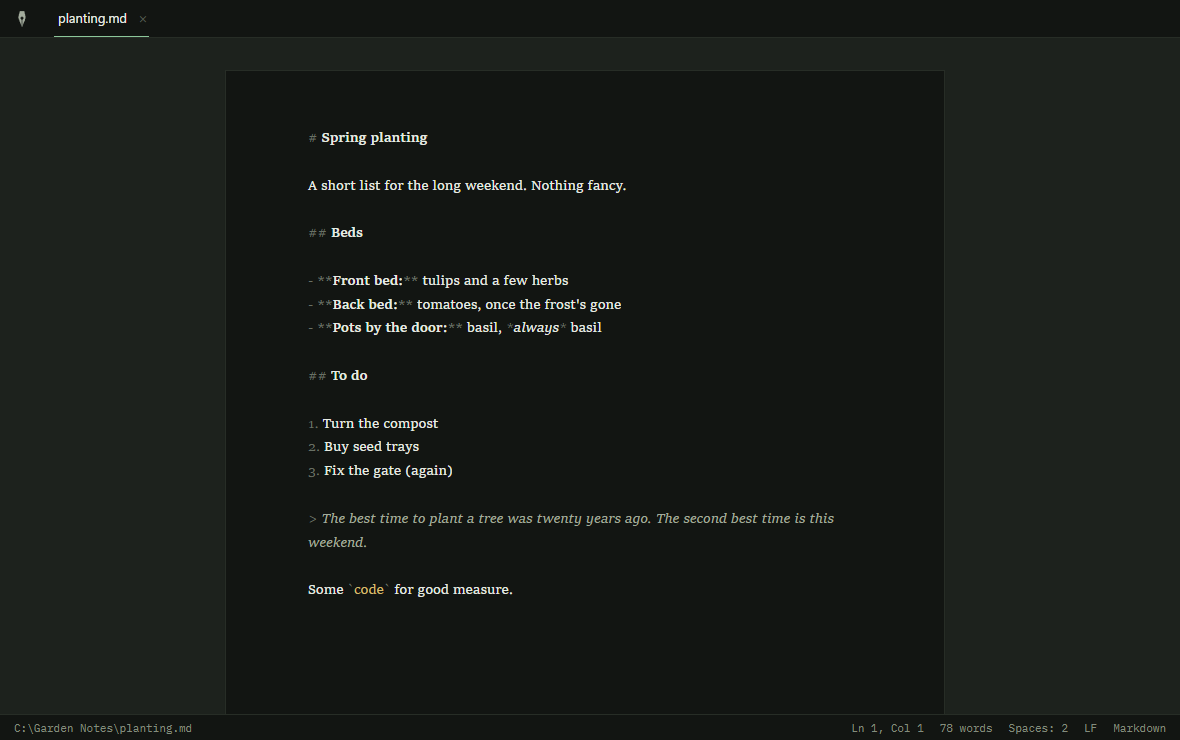 planting.md ×
# Spring planting
A short list for the long weekend. Nothing fancy.
## Beds
- **Front bed:** tulips and a few herbs
- **Back bed:** tomatoes, once the frost's gone
- **Pots by the door:** basil, *always* basil
## To do
1. Turn the compost
2. Buy seed trays
3. Fix the gate (again)
> The best time to plant a tree was twenty years ago. The second best time is this
weekend.
Some `code` for good measure.
C:\Garden Notes\planting.md Ln 1, Col 1 78 words Spaces: 2 LF Markdown